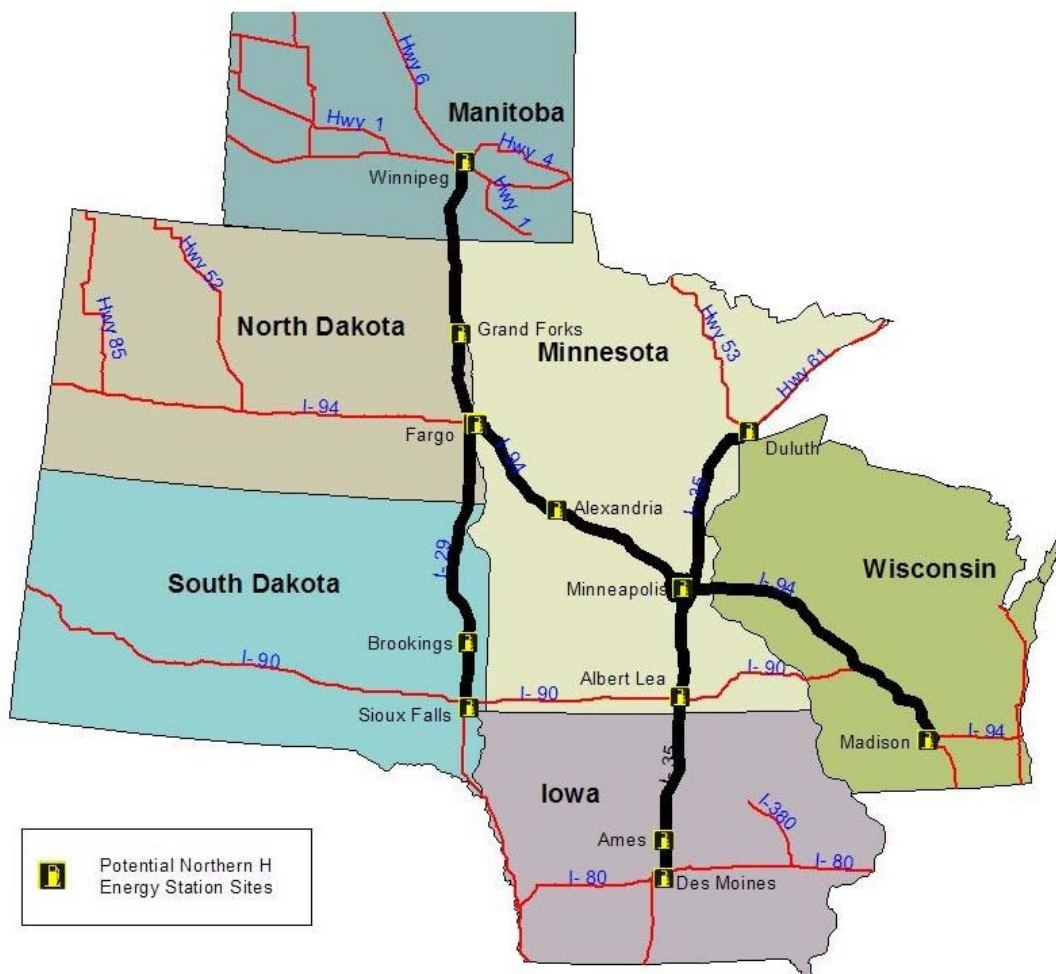 Hwy 6
Manitoba
Hwy 1
Hwy 4
Winnipeg
Hwy 1
Hwy 52
Hwy 85
North Dakota
Grand Forks
Minnesota
Hwy 53
Hwy 61
I- 94
Fargo
I- 94
Duluth
Alexandria
I- 35
I- 29
South Dakota
Minneapolis
I- 94
Wisconsin
Brookings
I- 90
Albert Lea
I- 90
I- 90
Sioux Falls
Madison
I- 94
I- 35
Iowa
I-380
Ames
I- 80
I- 80
Des Moines
Potential Northern H
Energy Station Sites